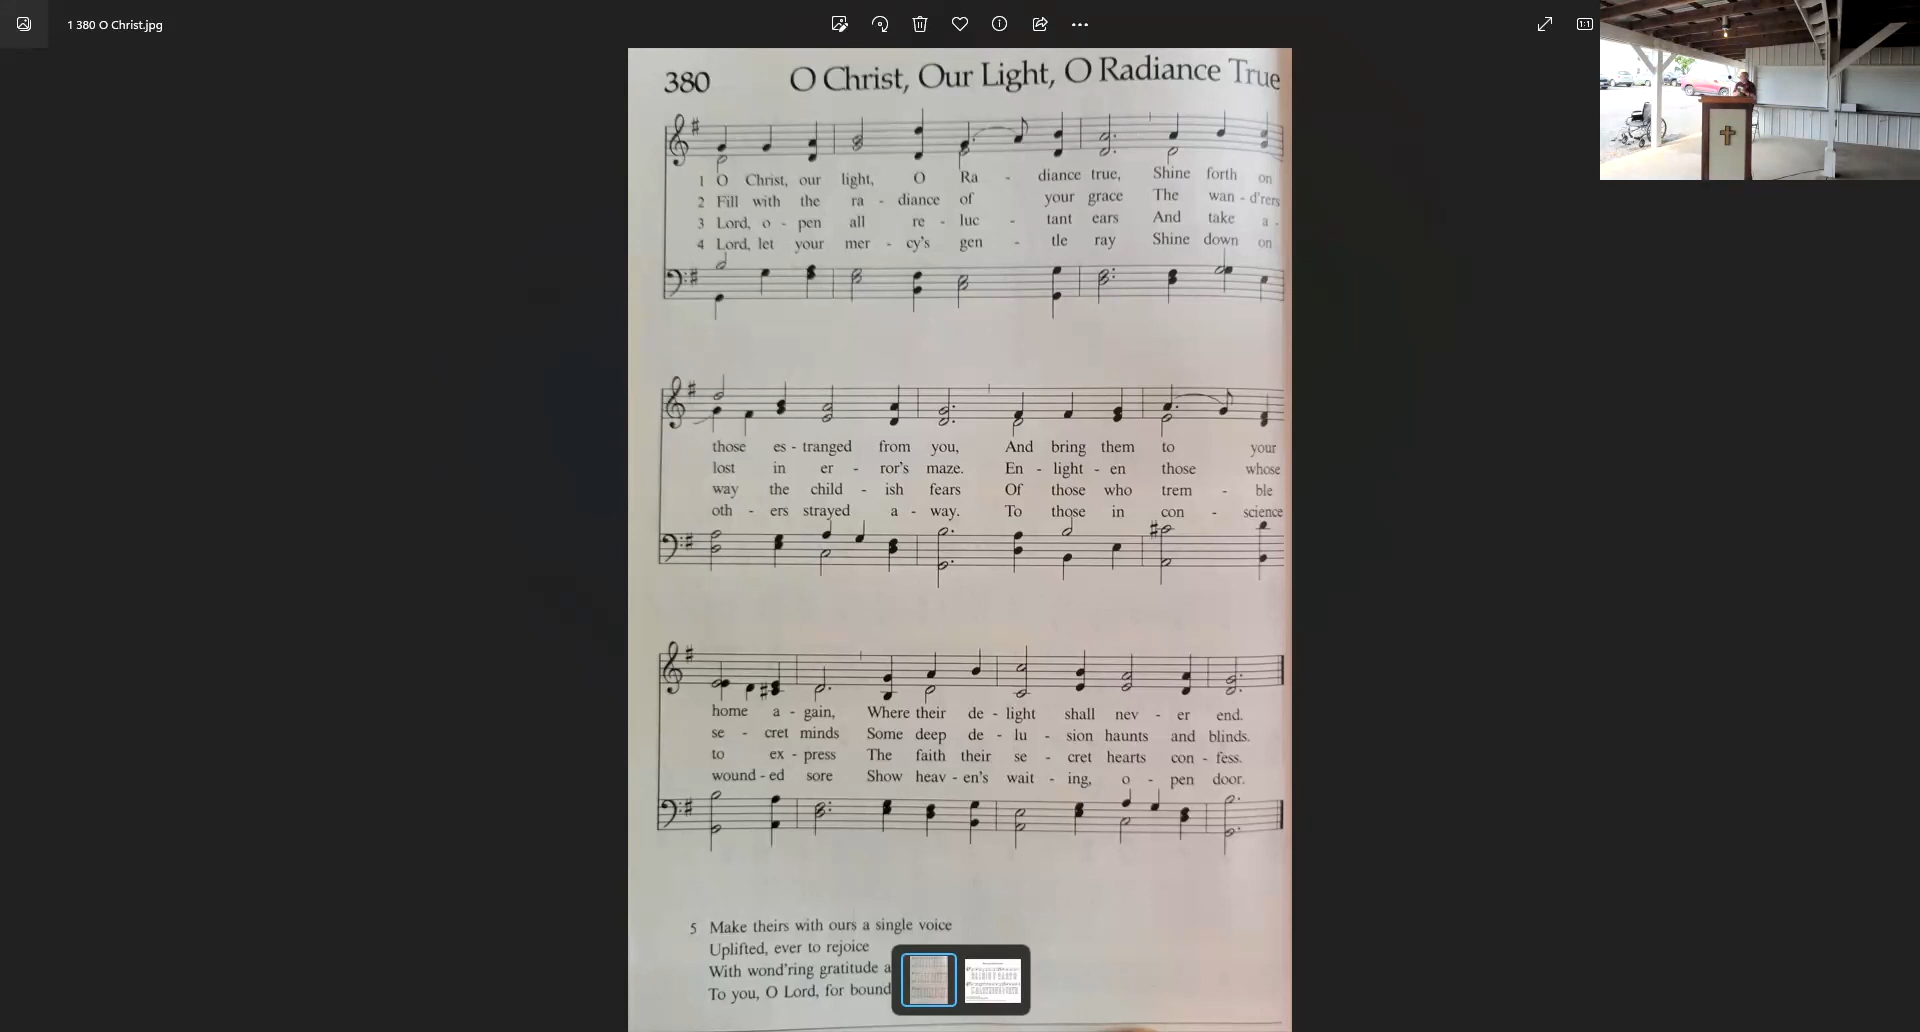 1 380 O Christ.jpg
380 O Christ, Our Light, O Radiance True
1 O Christ, our light, O Ra - diance true, Shine forth on
2 Fill with the ra - diance of your grace The wan - d'rers
3 Lord, o - pen all re - luc - tant ears And take a -
4 Lord, let your mer - cy's gen - tle ray Shine down on
those es - tranged from you, And bring them to your
lost in er - ror's maze. En - light - en those whose
way the child - ish fears Of those who trem - ble
oth - ers strayed a - way. To those in con - science
home a - gain, Where their de - light shall nev - er end.
se - cret minds Some deep de - lu - sion haunts and blinds.
to ex - press The faith their se - cret hearts con - fess.
wound - ed sore Show heav - en's wait - ing, o - pen door.
5 Make theirs with ours a single voice
Uplifted, ever to rejoice
With wond'ring gratitude a
To you, O Lord, for bound